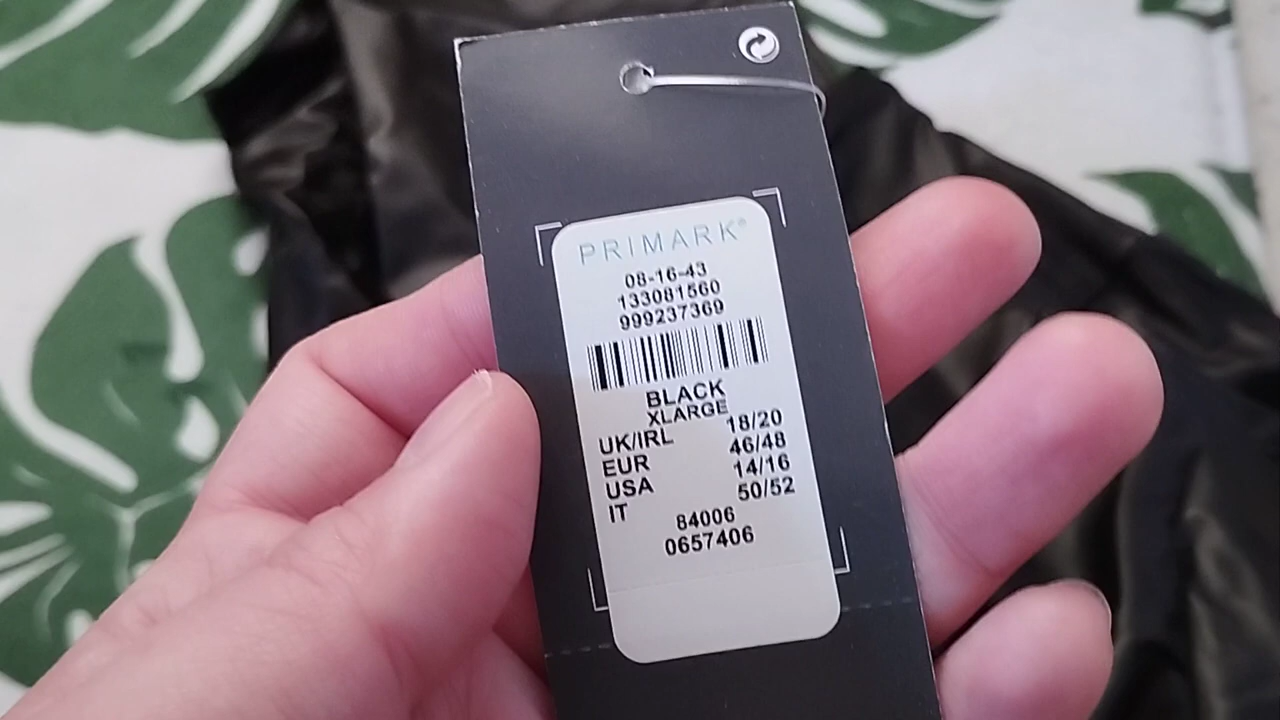 PRIMARK®
08-16-43
133081560
999237369
BLACK
XLARGE
UK/IRL 18/20
EUR 46/48
USA 14/16
IT 50/52
84006
0657406